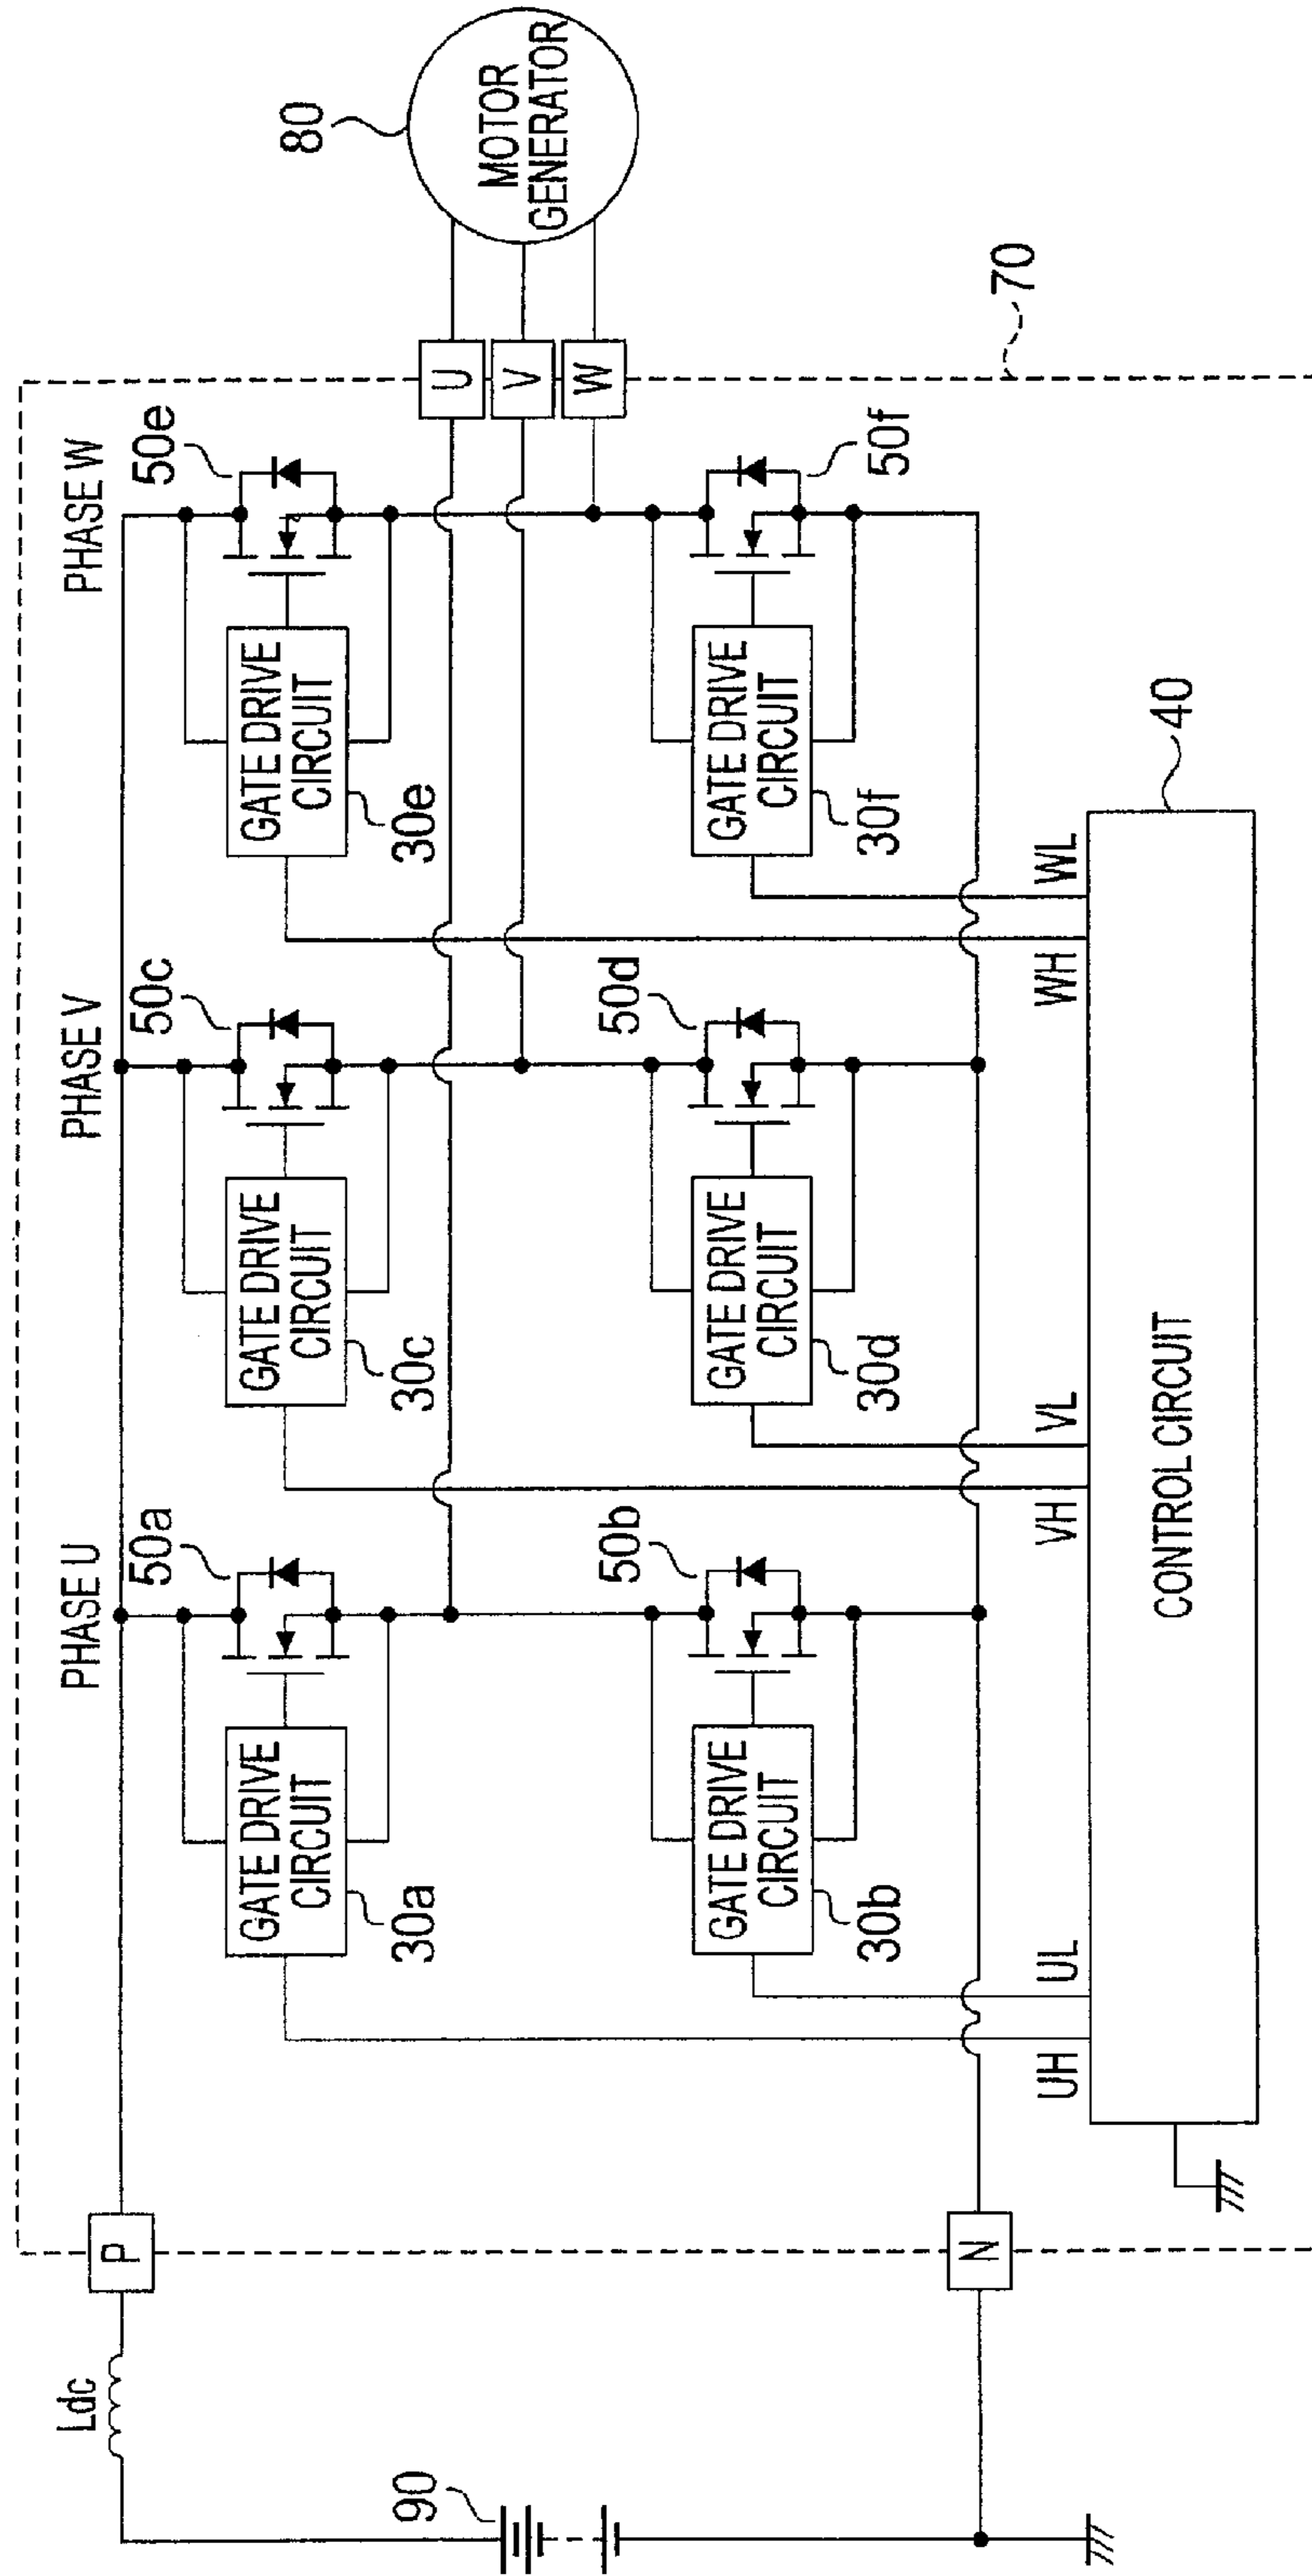 PHASE U
PHASE V
PHASE W
Ldc
P
50a
50c
50e
GATE DRIVE
CIRCUIT
GATE DRIVE
CIRCUIT
GATE DRIVE
CIRCUIT
30a
30c
30e
80
90
U
V
W
MOTOR
GENERATOR
50b
50d
50f
GATE DRIVE
CIRCUIT
GATE DRIVE
CIRCUIT
GATE DRIVE
CIRCUIT
30b
30d
30f
N
70
UH
UL
VH
VL
WH
WL
40
CONTROL CIRCUIT